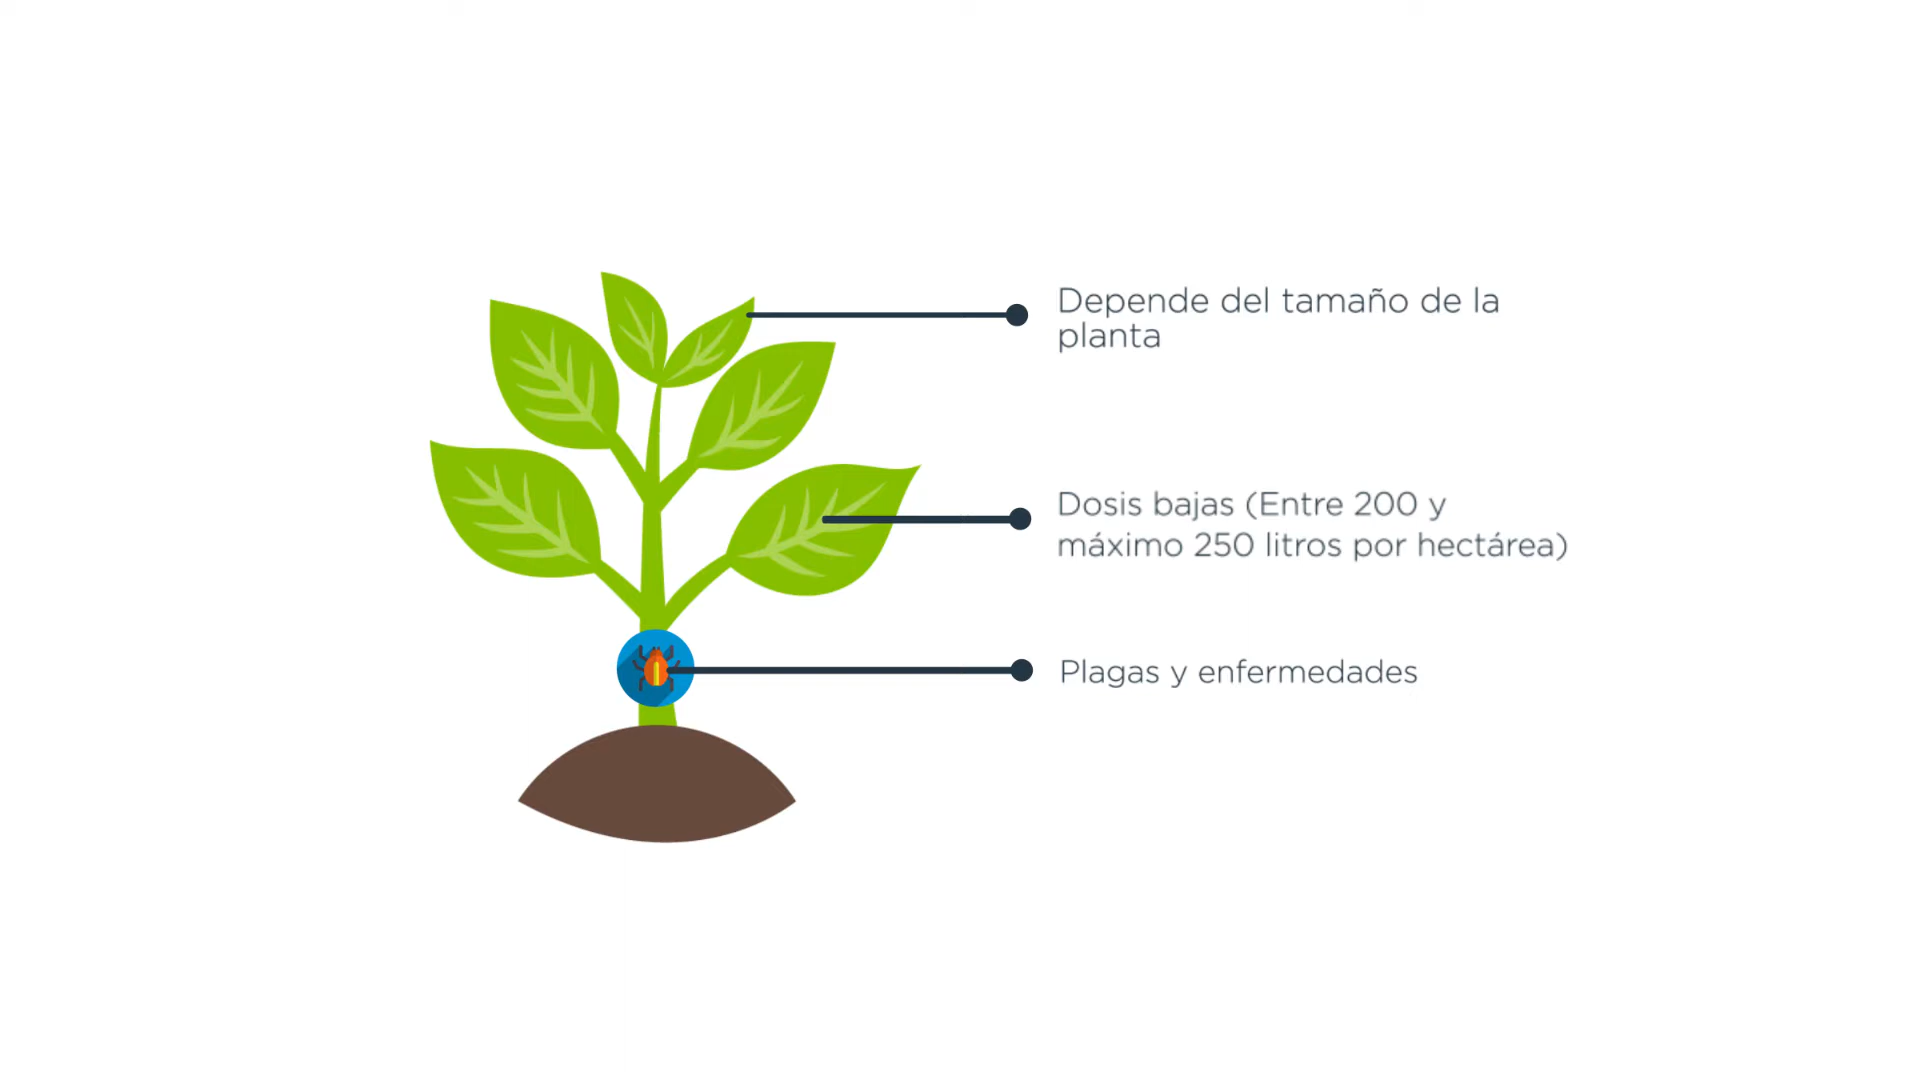 Depende del tamaño de la
planta
Dosis bajas (Entre 200 y
máximo 250 litros por hectárea)
Plagas y enfermedades